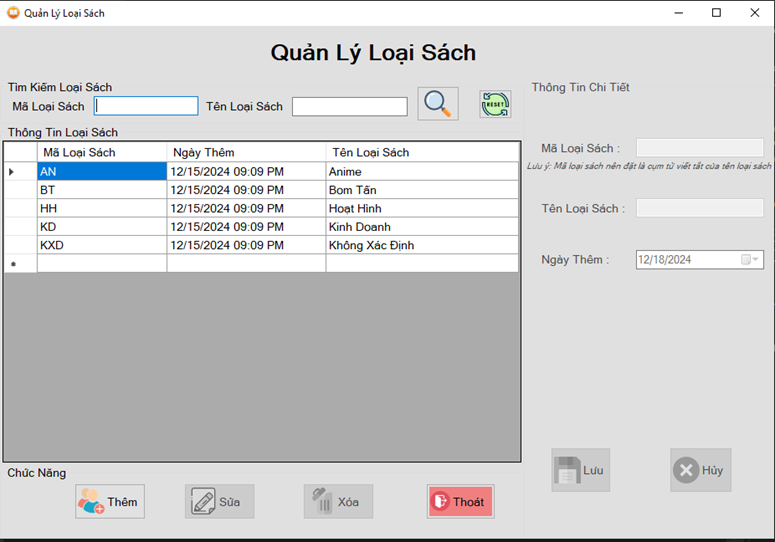 Quản Lý Loại Sách
Quản Lý Loại Sách
Tìm Kiếm Loại Sách
Mã Loại Sách Tên Loại Sách
RESET
Thông Tin Loại Sách
Mã Loại Sách Ngày Thêm Tên Loại Sách
AN 12/15/2024 09:09 PM Anime
BT 12/15/2024 09:09 PM Bom Tấn
HH 12/15/2024 09:09 PM Hoạt Hình
KD 12/15/2024 09:09 PM Kinh Doanh
KXD 12/15/2024 09:09 PM Không Xác Định
Chức Năng
Thêm Sửa Xóa Thoát
Thông Tin Chi Tiết
Mã Loại Sách :
Lưu ý: Mã loại sách nên đặt là cụm từ viết tắt của tên loại sách
Tên Loại Sách :
Ngày Thêm : 12/18/2024
Lưu Hủy